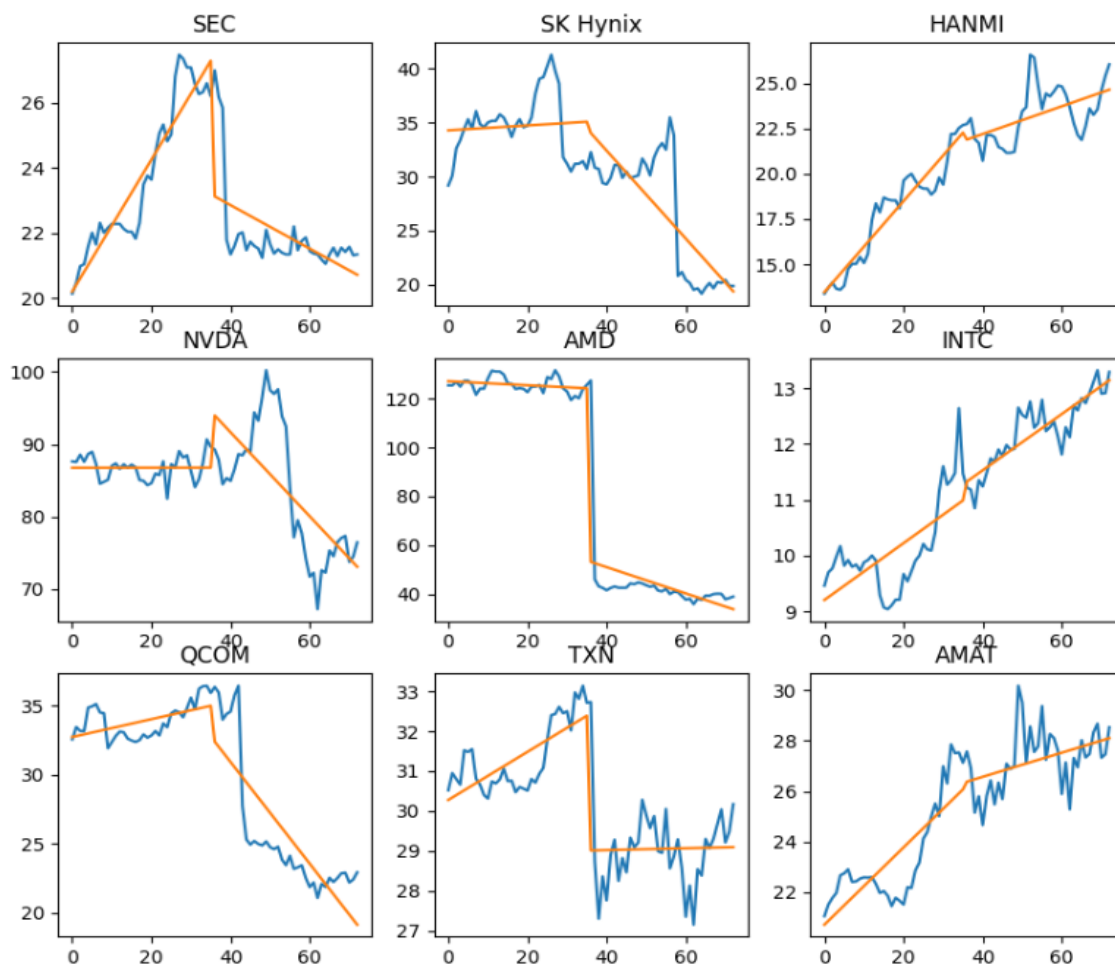 SEC SK Hynix HANMI
26 40 25.0
24 35 22.5
22 30 20.0
20 25 17.5
20 15.0
0 20 40 60 0 20 40 60 0 20 40 60
NVDA AMD INTC
100 120 13
90 100 12
80 80 11
70 60 10
40 9
0 20 40 60 0 20 40 60 0 20 40 60
QCOM TXN AMAT
35 33 30
30 32 28
25 31 26
20 30 24
29 22
28
27
0 20 40 60 0 20 40 60 0 20 40 60